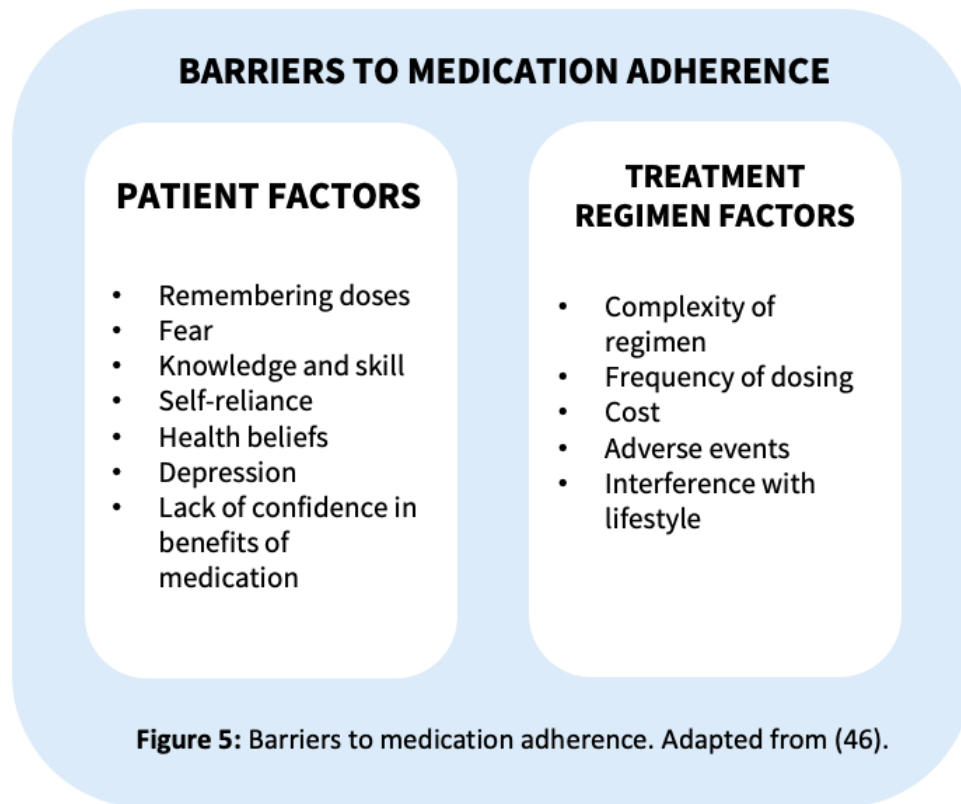 BARRIERS TO MEDICATION ADHERENCE
PATIENT FACTORS
• Remembering doses
• Fear
• Knowledge and skill
• Self-reliance
• Health beliefs
• Depression
• Lack of confidence in
benefits of
medication
TREATMENT
REGIMEN FACTORS
• Complexity of
regimen
• Frequency of dosing
• Cost
• Adverse events
• Interference with
lifestyle
Figure 5: Barriers to medication adherence. Adapted from (46).